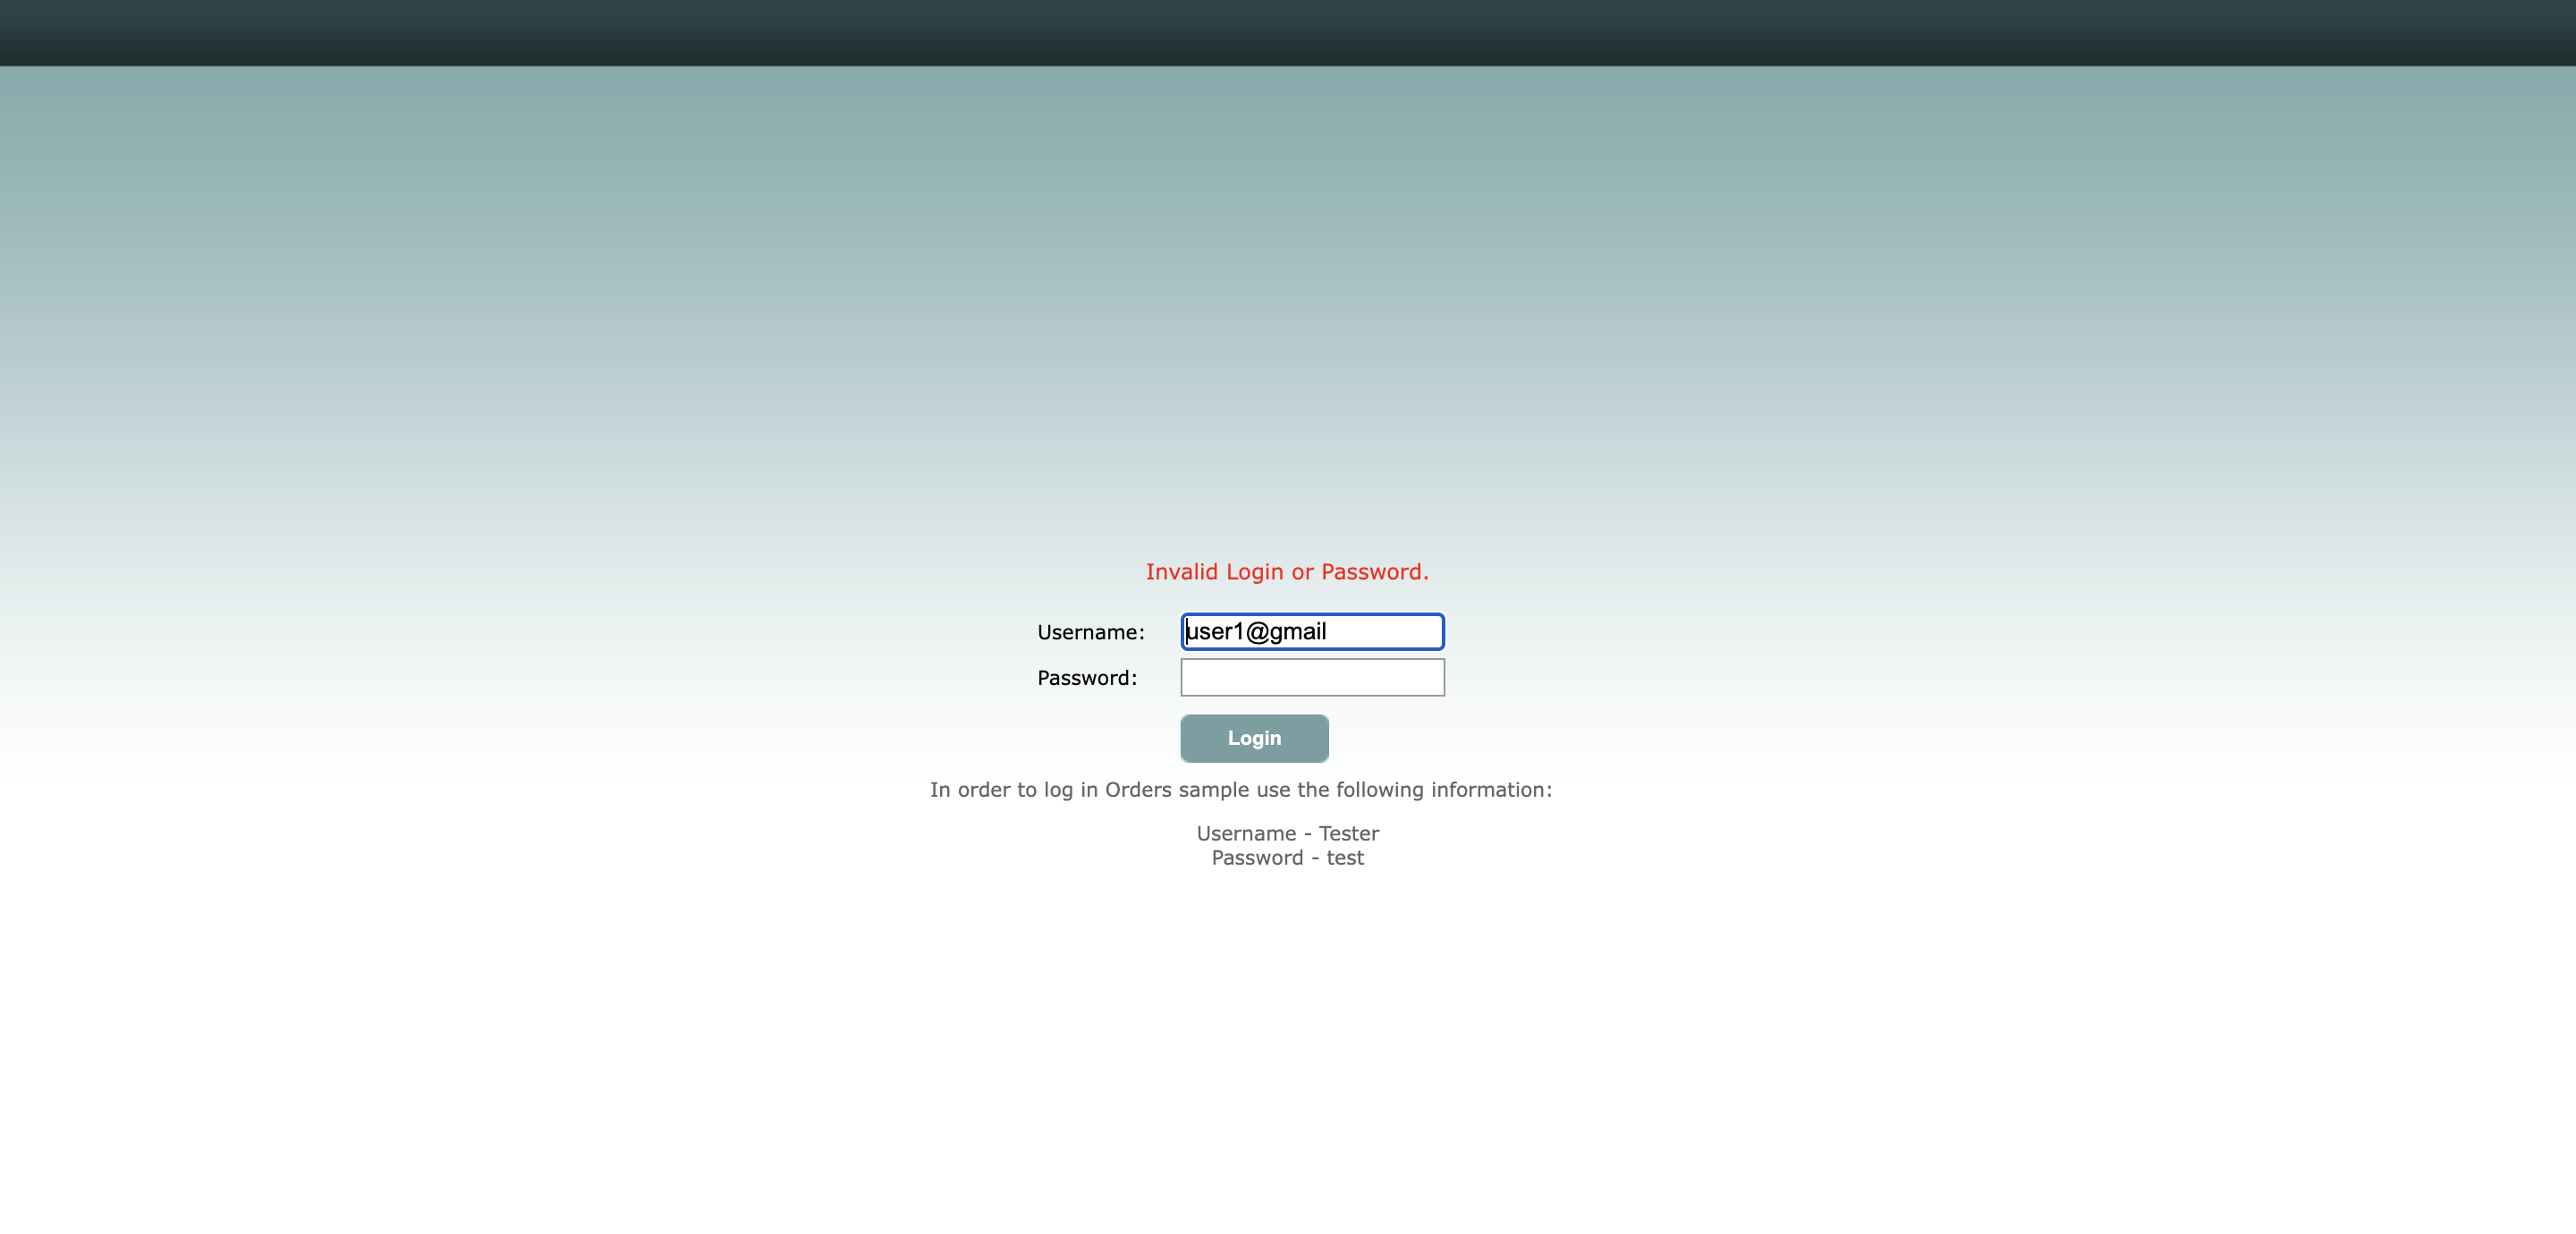 Invalid Login or Password.
Username: user1@gmail
Password:
Login
In order to log in Orders sample use the following information:
Username - Tester
Password - test